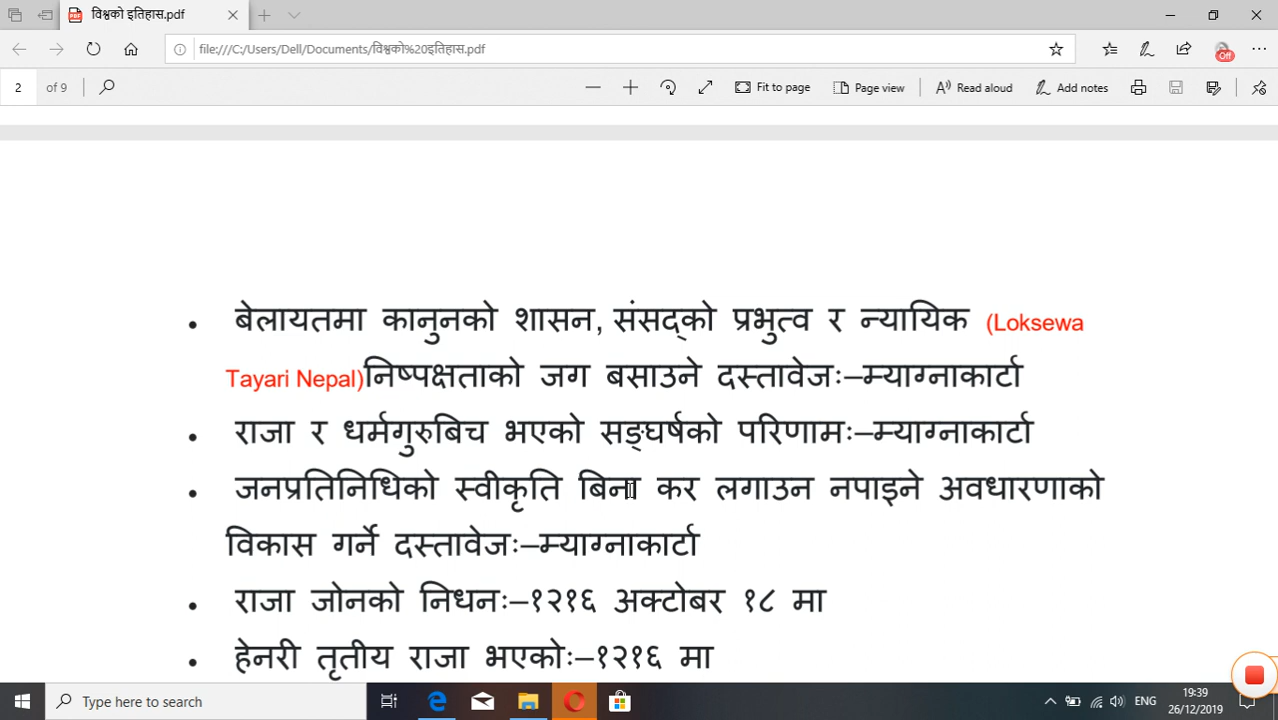 विश्वको इतिहास.pdf
file:///C:/Users/Dell/Documents/विश्वको%20इतिहास.pdf
Off
2 of 9
Fit to page
Page view
Read aloud
Add notes
बेलायतमा कानुनको शासन, संसद्को प्रभुत्व र न्यायिक (Loksewa
Tayari Nepal)निष्पक्षताको जग बसाउने दस्तावेजः–म्याग्नाकार्टा
राजा र धर्मगुरुबिच भएको सङ्घर्षको परिणामः–म्याग्नाकार्टा
जनप्रतिनिधिको स्वीकृति बिना कर लगाउन नपाइने अवधारणाको
विकास गर्ने दस्तावेजः–म्याग्नाकार्टा
राजा जोनको निधनः–१२१६ अक्टोबर १८ मा
हेनरी तृतीय राजा भएकोः–१२१६ मा
Type here to search
ENG
19:39
26/12/2019